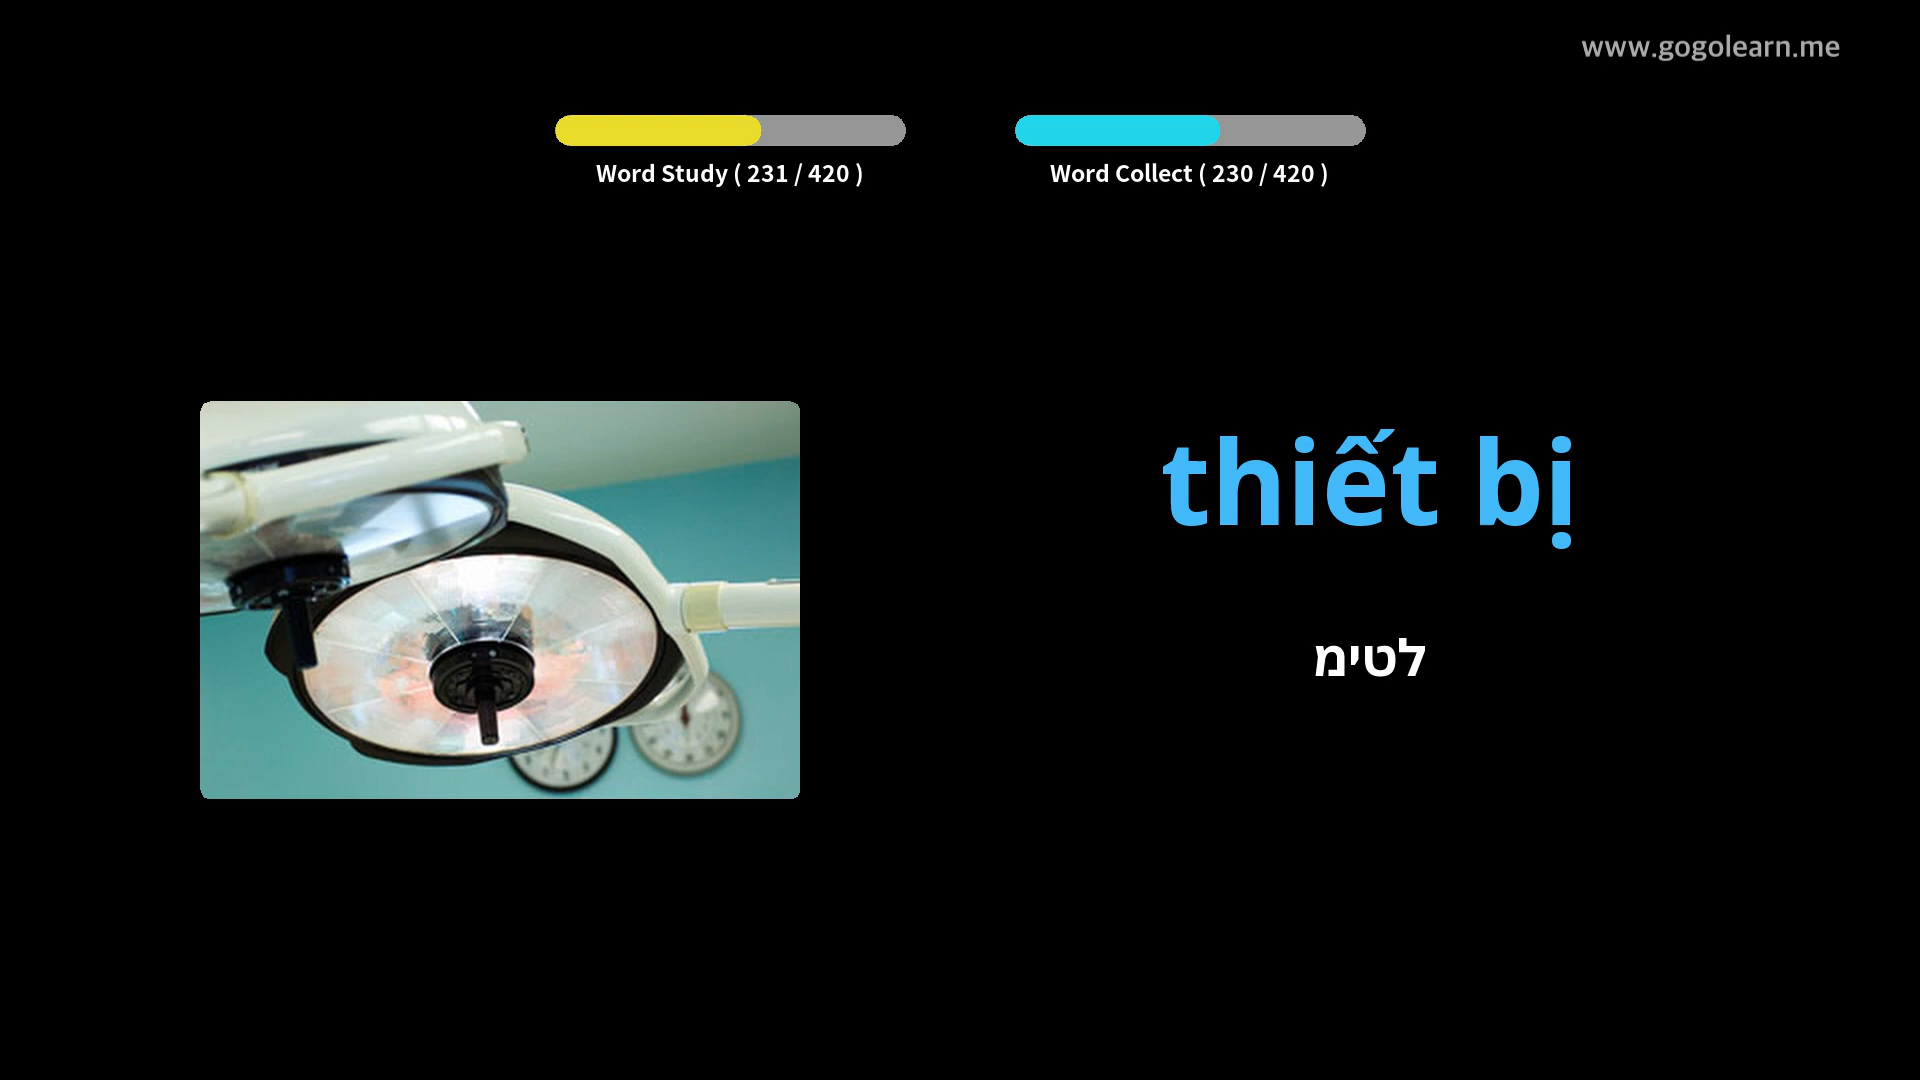 www.gogolearn.me
Word Study ( 231 / 420 )
Word Collect ( 230 / 420 )
thiết bị
לטימ